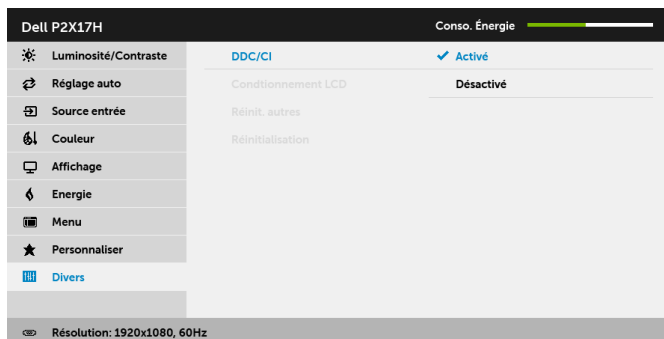 Dell P2X17H Conso. Énergie
Luminosité/Contraste DDC/CI Activé
Réglage auto Condtionnement LCD Désactivé
Source entrée Réinit. autres
Couleur Réinitialisation
Affichage
Energie
Menu
Personnaliser
Divers
Résolution: 1920x1080, 60Hz